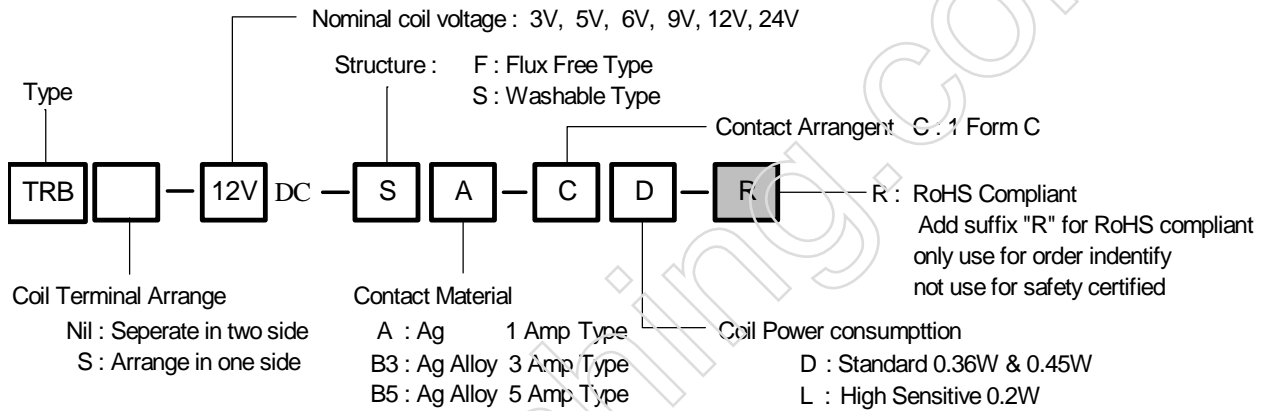 Nominal coil voltage : 3V, 5V, 6V, 9V, 12V, 24V
Structure : F : Flux Free Type
S : Washable Type
Type
Contact Arrangent C : 1 Form C
TRB - 12V DC - S A - C D - R
R : RoHS Compliant
Add suffix "R" for RoHS compliant
only use for order indentify
not use for safety certified
Coil Terminal Arrange
Nil : Seperate in two side
S : Arrange in one side
Contact Material
A : Ag 1 Amp Type
B3 : Ag Alloy 3 Amp Type
B5 : Ag Alloy 5 Amp Type
Coil Power consumpttion
D : Standard 0.36W & 0.45W
L : High Sensitive 0.2W